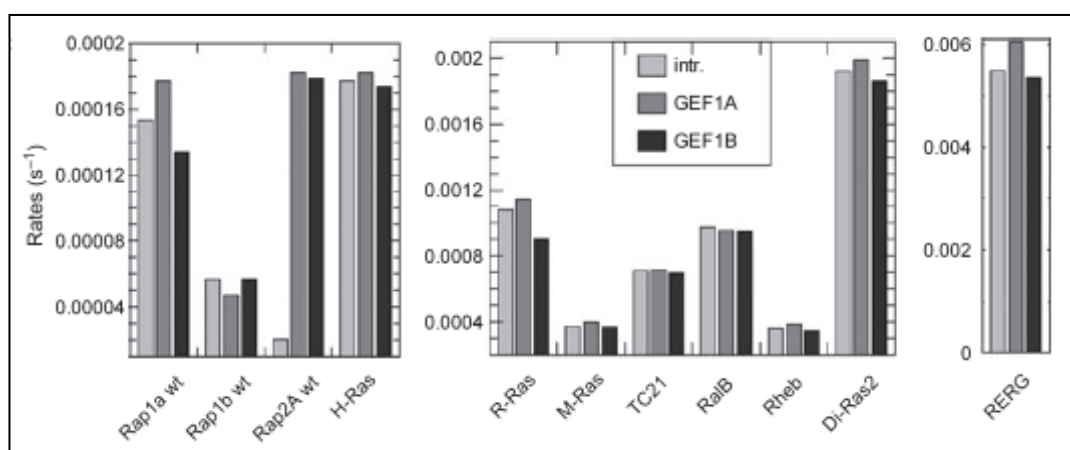 Rates (s⁻¹)
0.0002
0.00016
0.00012
0.00008
0.00004
Rap1a wt
Rap1b wt
Rap2A wt
H-Ras
0.002
0.0016
0.0012
0.0008
0.0004
intr.
GEF1A
GEF1B
R-Ras
M-Ras
TC21
RalB
Rheb
Di-Ras2
0.006
0.004
0.002
0
RERG